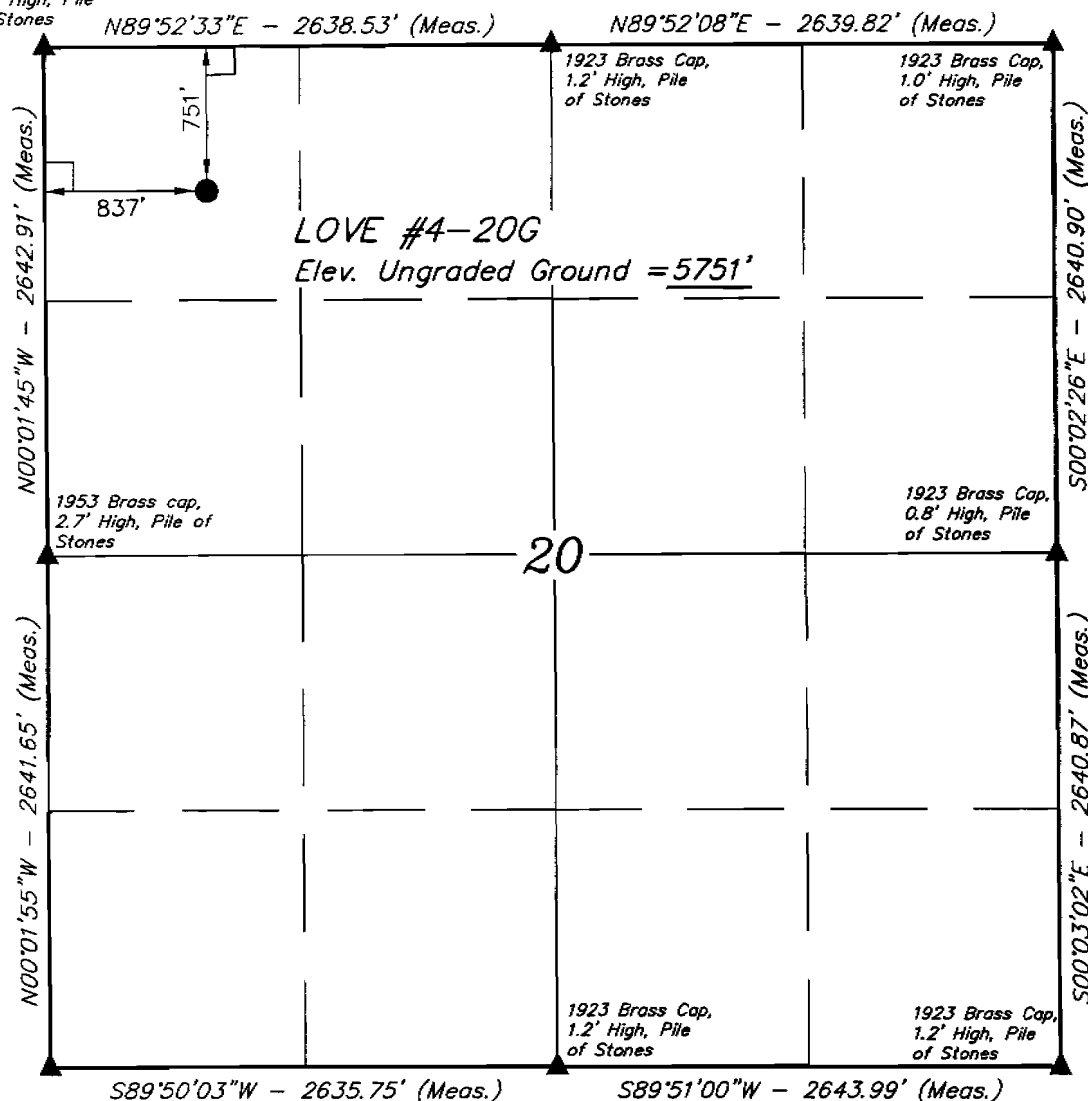 High, Pile
Stones
N89°52'33"E - 2638.53' (Meas.)
N89°52'08"E - 2639.82' (Meas.)
1923 Brass Cap,
1.2' High, Pile
of Stones
1923 Brass Cap,
1.0' High, Pile
of Stones
751'
837'
N00°01'45"W - 2642.91' (Meas.)
LOVE #4-20G
Elev. Ungraded Ground = 5751'
S00°02'26"E - 2640.90' (Meas.)
1953 Brass cap,
2.7' High, Pile of
Stones
1923 Brass Cap,
0.8' High, Pile
of Stones
20
N00°01'55"W - 2641.65' (Meas.)
S00°03'02"E - 2640.87' (Meas.)
1923 Brass Cap,
1.2' High, Pile
of Stones
1923 Brass Cap,
1.2' High, Pile
of Stones
S89°50'03"W - 2635.75' (Meas.)
S89°51'00"W - 2643.99' (Meas.)